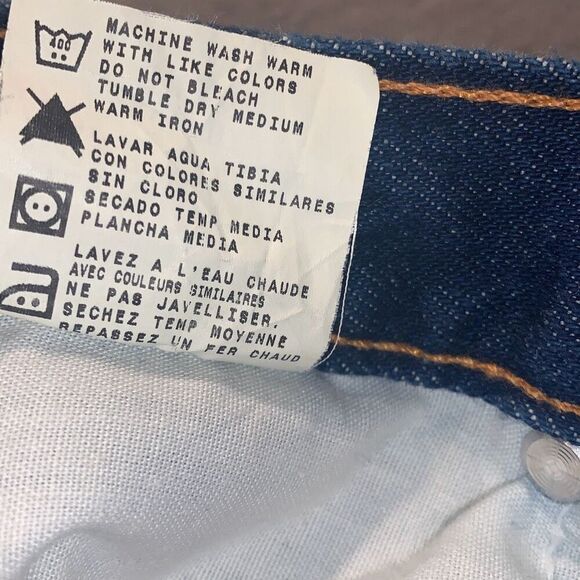 40C
MACHINE WASH WARM
WITH LIKE COLORS
DO NOT BLEACH
TUMBLE DRY MEDIUM
WARM IRON
LAVAR AQUA TIBIA
CON COLORES SIMILARES
SIN CLORO
SECADO TEMP MEDIA
PLANCHA MEDIA
LAVEZ A L'EAU CHAUDE
AVEC COULEURS SIMILAIRES
NE PAS JAVELLISER.
SECHEZ TEMP MOYENNE
REPASSEZ UN FER CHAUD